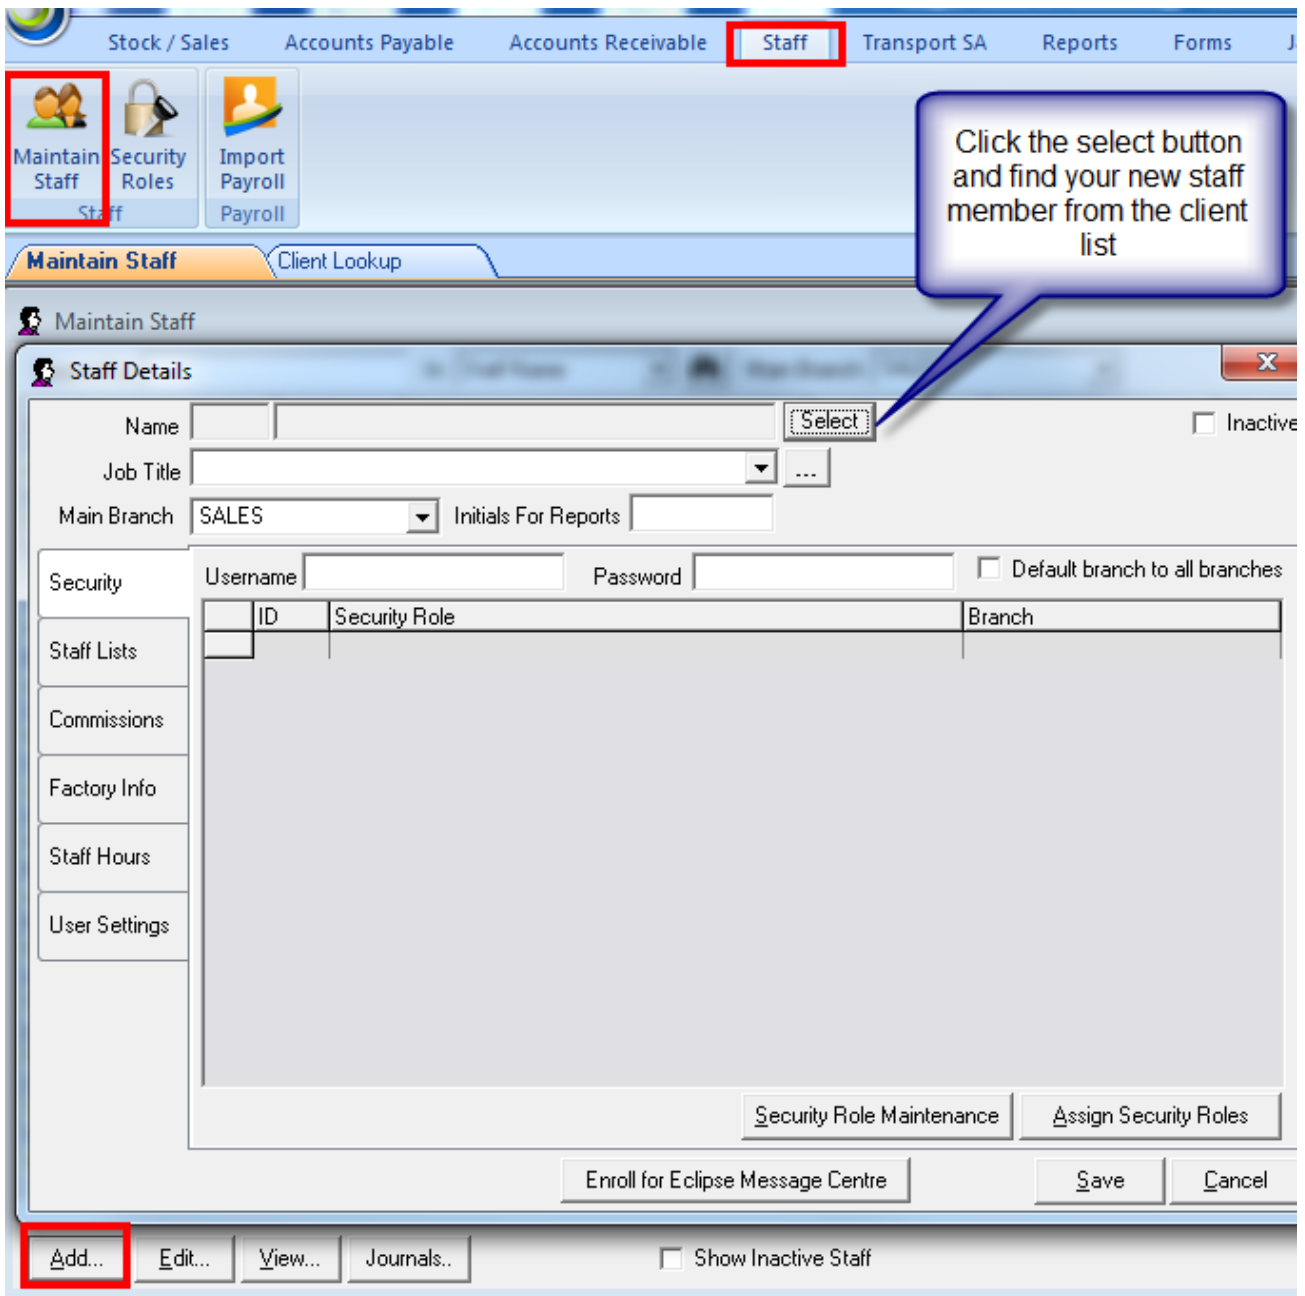 Stock / Sales Accounts Payable Accounts Receivable Staff Transport SA Reports Forms J
Maintain Staff
Security Roles
Import Payroll
Staff Payroll
Click the select button
and find your new staff
member from the client
list
Maintain Staff Client Lookup
Maintain Staff
Staff Details
Name Select Inactive
Job Title ...
Main Branch SALES Initials For Reports
Security
Username Password Default branch to all branches
ID Security Role Branch
Staff Lists
Commissions
Factory Info
Staff Hours
User Settings
Security Role Maintenance Assign Security Roles
Enroll for Eclipse Message Centre Save Cancel
Add... Edit... View... Journals.. Show Inactive Staff